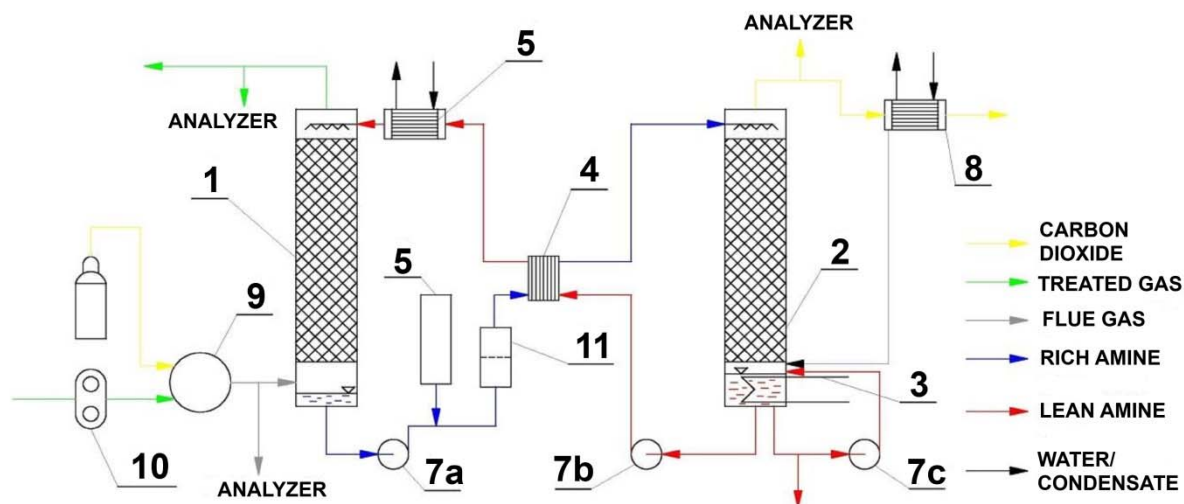 ANALYZER
5
ANALYZER
8
1
4
5
2
9
11
3
10
7a
7b
7c
ANALYZER
CARBON
DIOXIDE
TREATED GAS
FLUE GAS
RICH AMINE
LEAN AMINE
WATER/
CONDENSATE